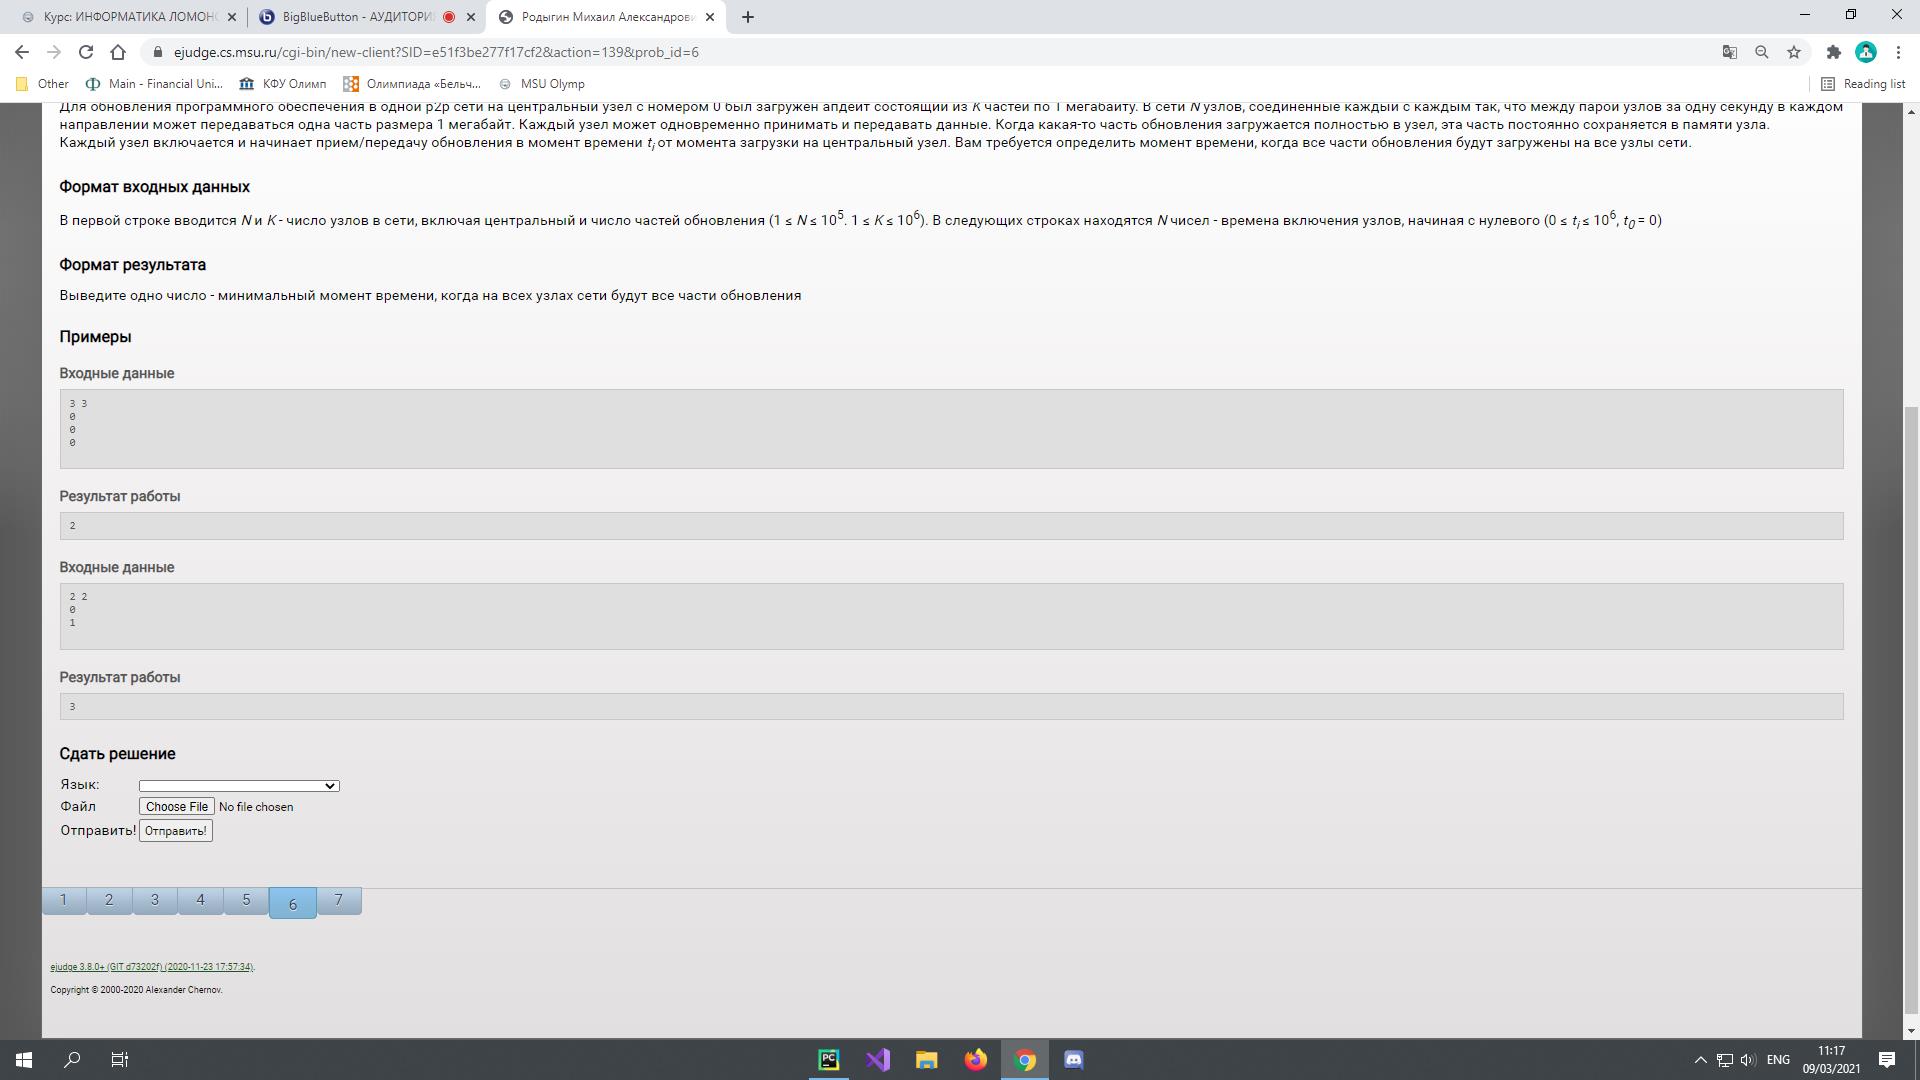 Курс: ИНФОРМАТИКА ЛОМОНО
BigBlueButton - АУДИТОРИ
Родыгин Михаил Александрови
ejudge.cs.msu.ru/cgi-bin/new-client?SID=e51f3be277f17cf2&action=139&prob_id=6
Other
Main - Financial Uni...
КФУ Олимп
Олимпиада «Бельч...
MSU Olymp
Reading list
Для обновления программного обеспечения в одной p2p сети на центральный узел с номером 0 был загружен апдейт состоящий из K частей по 1 мегабайту. В сети N узлов, соединенные каждый с каждым так, что между парой узлов за одну секунду в каждом
направлении может передаваться одна часть размера 1 мегабайт. Каждый узел может одновременно принимать и передавать данные. Когда какая-то часть обновления загружается полностью в узел, эта часть постоянно сохраняется в памяти узла.
Каждый узел включается и начинает прием/передачу обновления в момент времени ti от момента загрузки на центральный узел. Вам требуется определить момент времени, когда все части обновления будут загружены на все узлы сети.
Формат входных данных
В первой строке вводится N и K - число узлов в сети, включая центральный и число частей обновления (1 ≤ N ≤ 10^5. 1 ≤ K ≤ 10^6). В следующих строках находятся N чисел - времена включения узлов, начиная с нулевого (0 ≤ ti ≤ 10^6, t0 = 0)
Формат результата
Выведите одно число - минимальный момент времени, когда на всех узлах сети будут все части обновления
Примеры
Входные данные
3 3
0
0
0
Результат работы
2
Входные данные
2 2
0
1
Результат работы
3
Сдать решение
Язык:
Файл Choose File No file chosen
Отправить! Отправить!
1 2 3 4 5 6 7
ejudge 3.8.0+ (GIT d73202f) (2020-11-23 17:57:34).
Copyright © 2000-2020 Alexander Chernov.
PC
ENG
11:17
09/03/2021